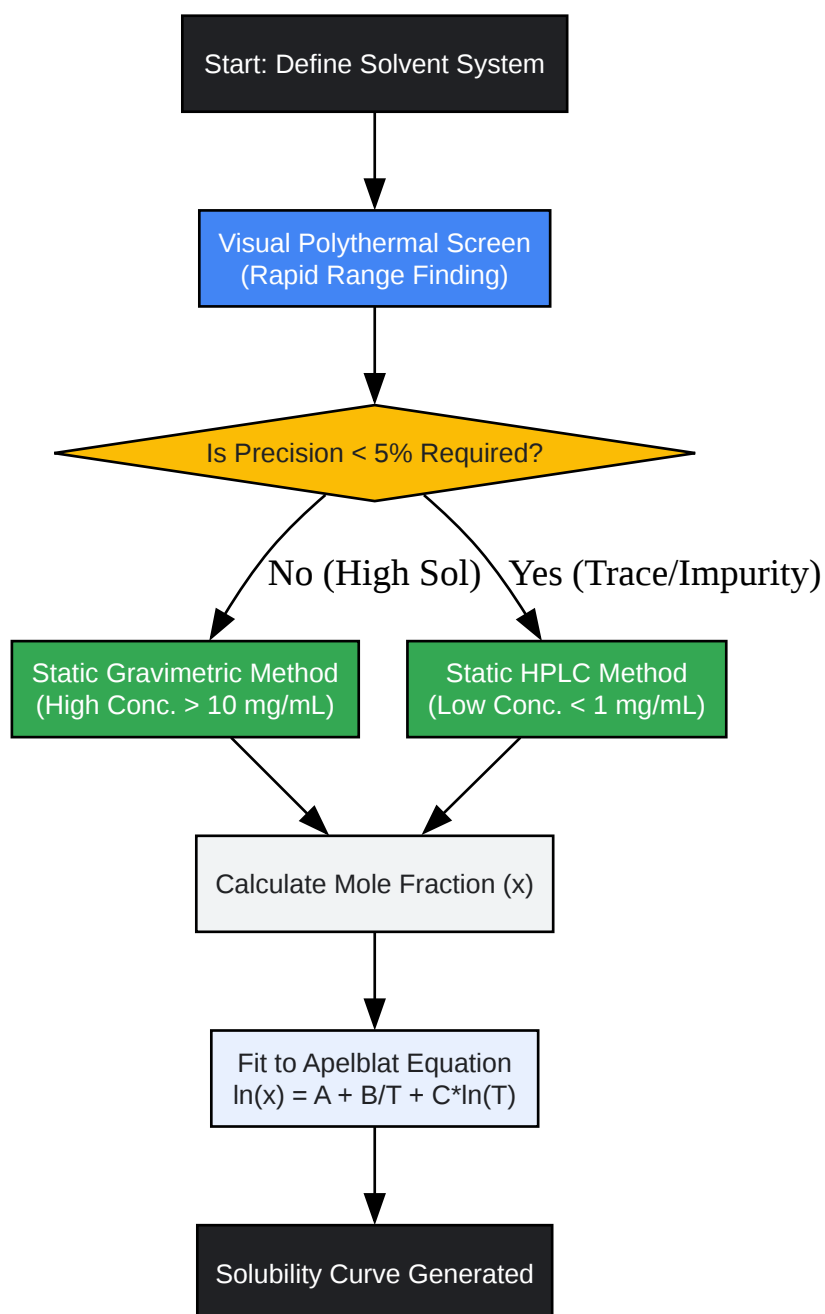 Start: Define Solvent System
Visual Polythermal Screen
(Rapid Range Finding)
Is Precision < 5% Required?
No (High Sol)
Yes (Trace/Impurity)
Static Gravimetric Method
(High Conc. > 10 mg/mL)
Static HPLC Method
(Low Conc. < 1 mg/mL)
Calculate Mole Fraction (x)
Fit to Apelblat Equation
ln(x) = A + B/T + C*ln(T)
Solubility Curve Generated